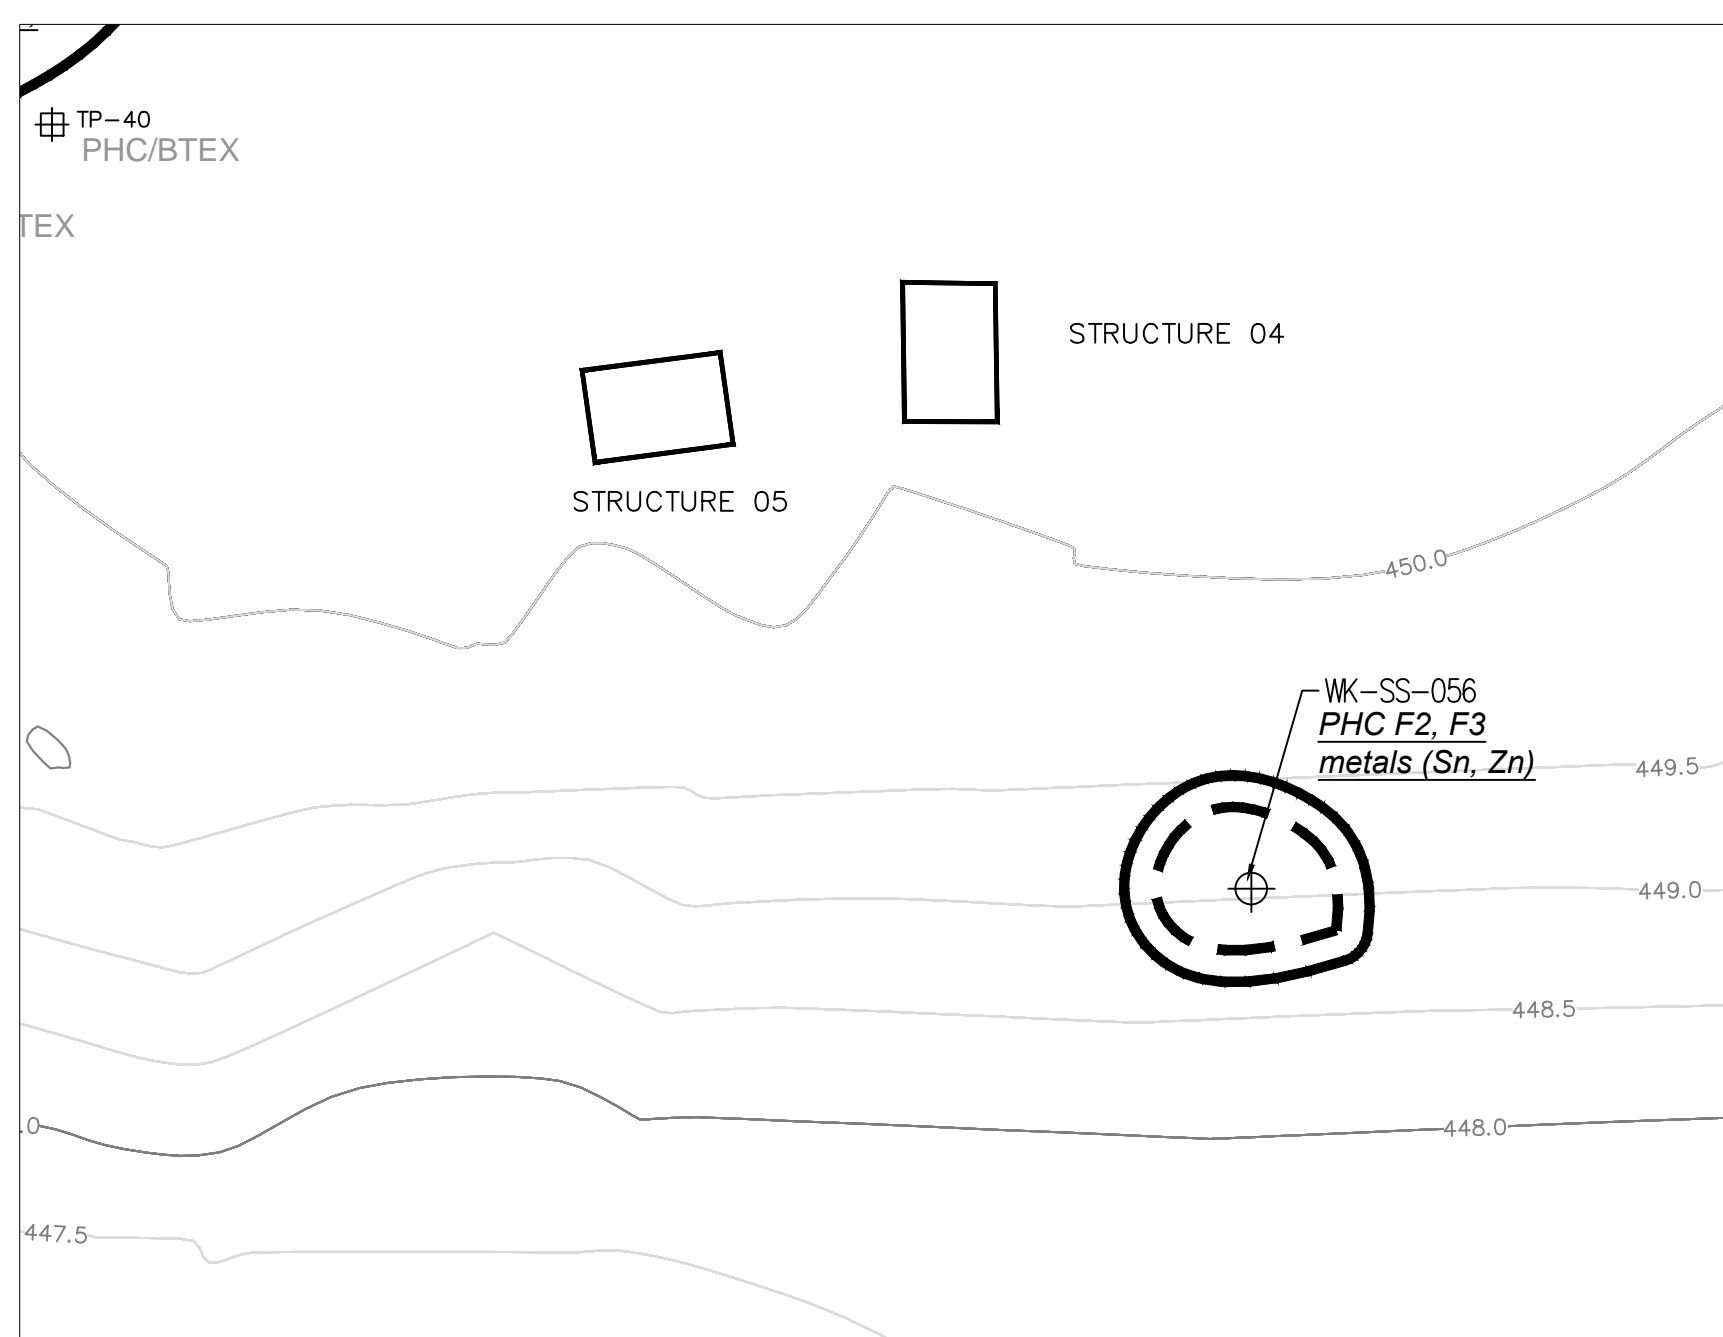 TP-40
PHC/BTEX
TEX
STRUCTURE 04
STRUCTURE 05
450.0
WK-SS-056
PHC F2, F3
metals (Sn, Zn)
449.5
449.0
448.5
.0
448.0
447.5